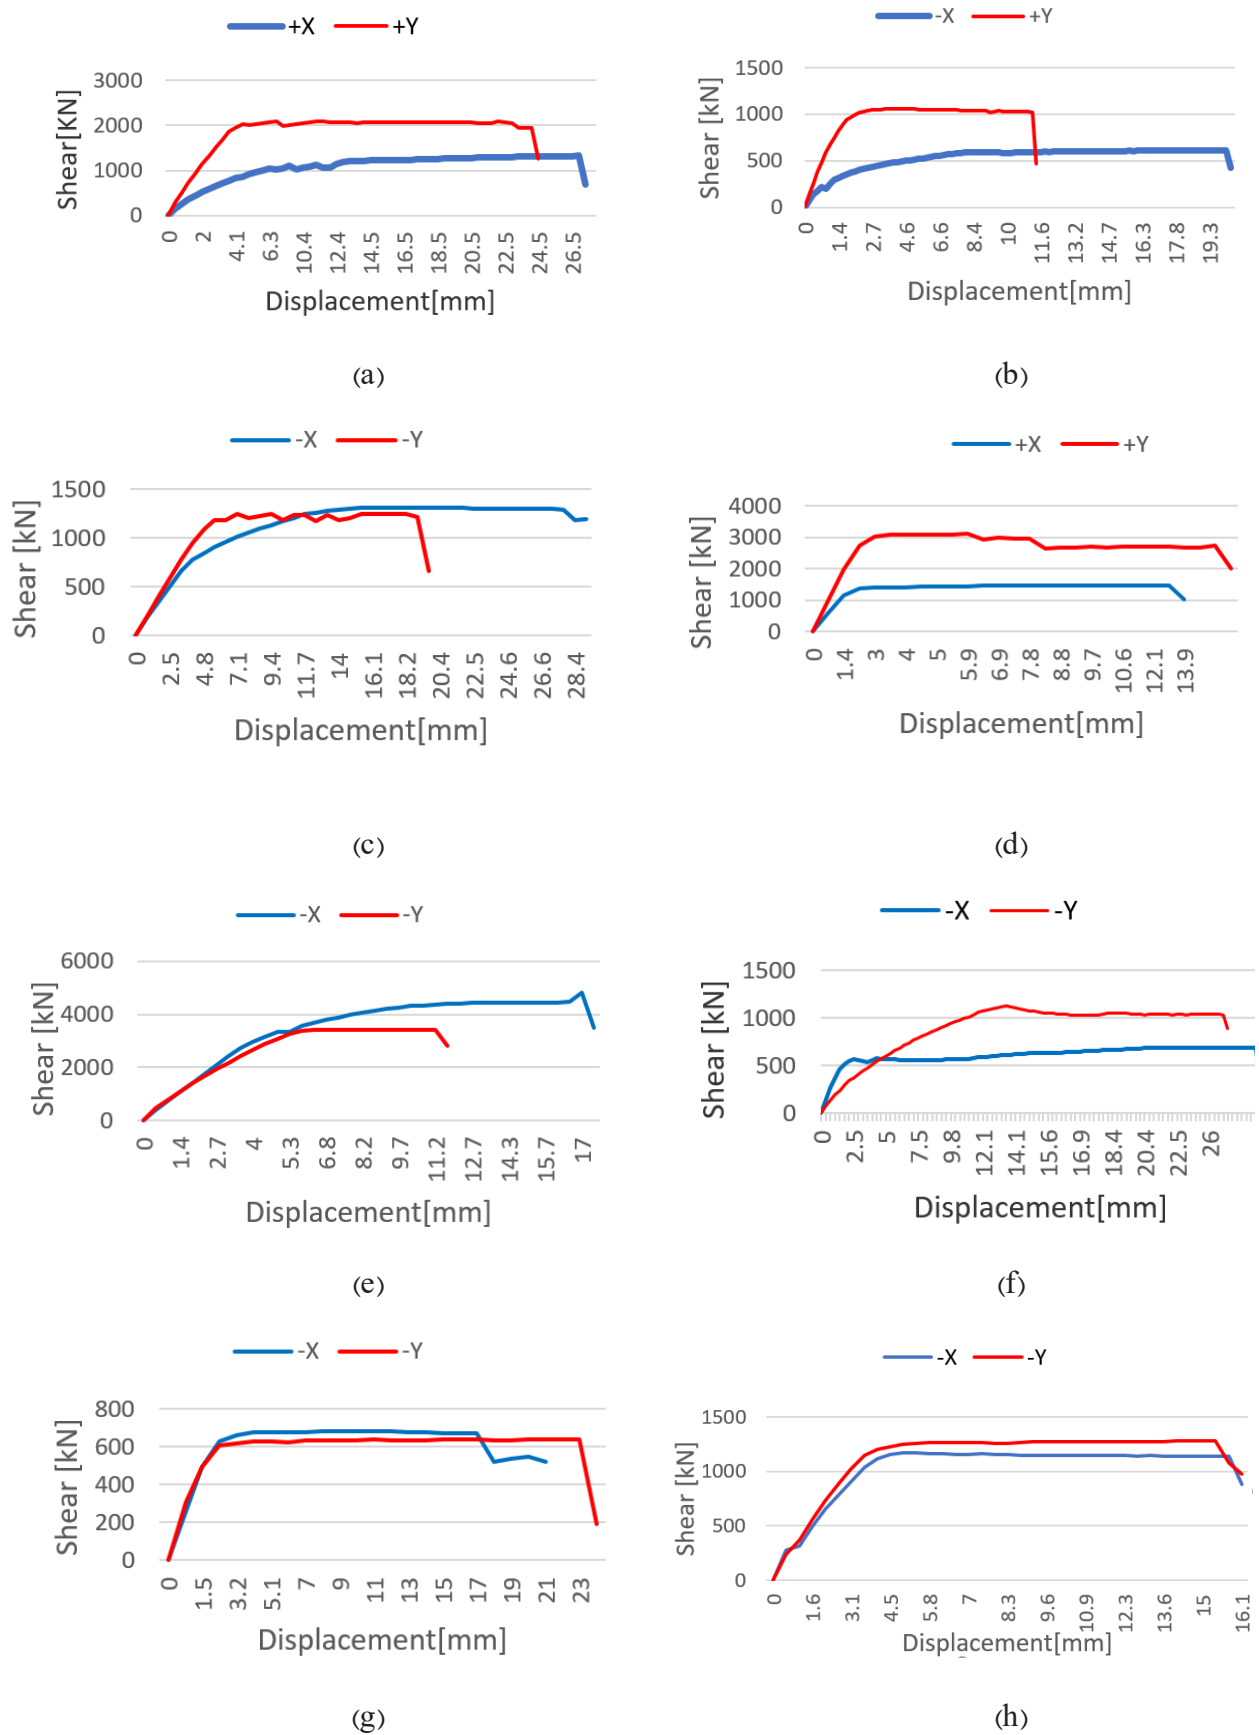 +X +Y
Shear[KN]
3000
2000
1000
0
0 2 4.1 6.3 10.4 12.4 14.5 16.5 18.5 20.5 22.5 24.5 26.5
Displacement[mm]
(a)
-X +Y
Shear [kN]
1500
1000
500
0
0 1.4 2.7 4.6 6.6 8.4 10 11.6 13.2 14.7 16.3 17.8 19.3
Displacement[mm]
(b)
-X -Y
Shear [kN]
1500
1000
500
0
0 2.5 4.8 7.1 9.4 11.7 1.4 16.1 18.2 20.4 22.5 24.6 26.6 28.4
Displacement[mm]
(c)
+X +Y
Shear [kN]
4000
3000
2000
1000
0
0 1.4 3 4 5 5.9 6.9 7.8 8.8 9.7 10.6 12.1 13.9
Displacement[mm]
(d)
-X -Y
Shear [kN]
6000
4000
2000
0
0 1.4 2.7 4 5.3 6.8 8.2 9.7 11.2 12.7 14.3 15.7 17
Displacement[mm]
(e)
-X -Y
Shear [kN]
1500
1000
500
0
0 2.5 5 7.5 9.8 12.1 14.1 15.6 16.9 18.4 20.4 22.5 26
Displacement[mm]
(f)
-X -Y
Shear [kN]
800
600
400
200
0
0 1.5 3.2 5.1 7 9 11 13 15 17 19 21 23
Displacement[mm]
(g)
-X -Y
Shear [kN]
1500
1000
500
0
0 1.6 3.1 4.5 5.8 7 8.3 9.6 10.9 12.3 13.6 15 16.1
Displacement[mm]
(h)